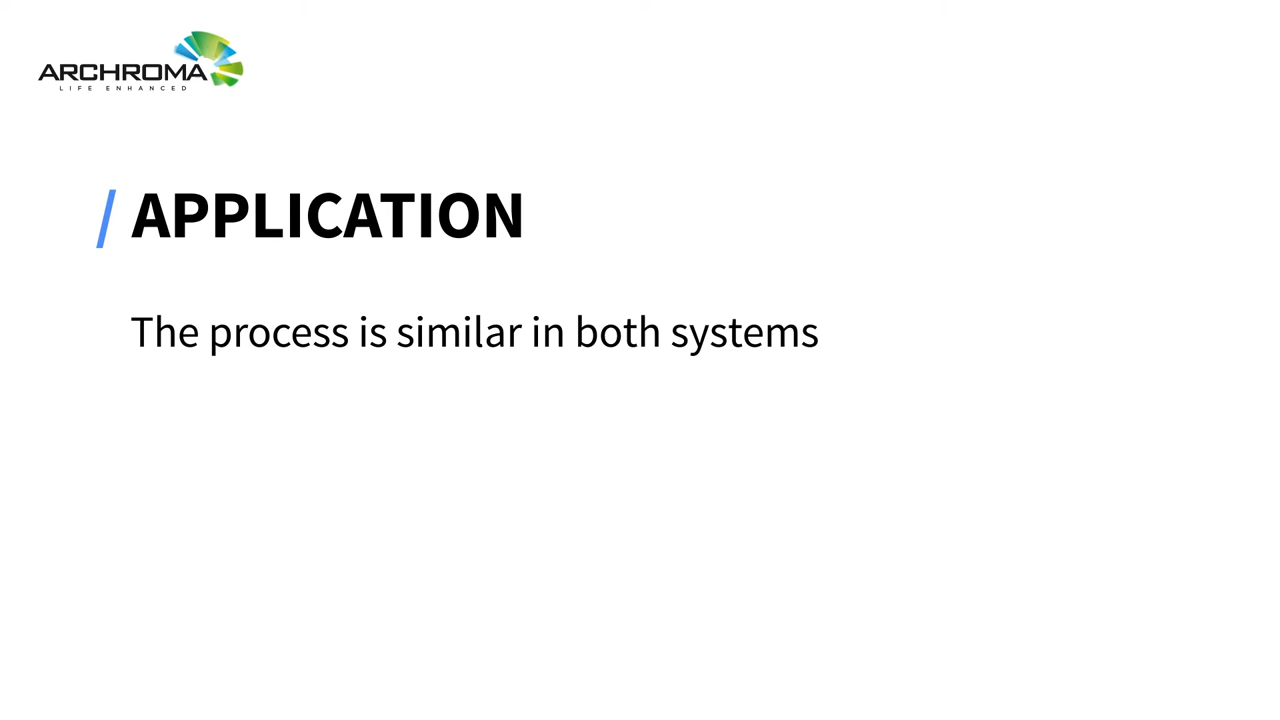 ARCHROMA
LIFE ENHANCED
/ APPLICATION
The process is similar in both systems